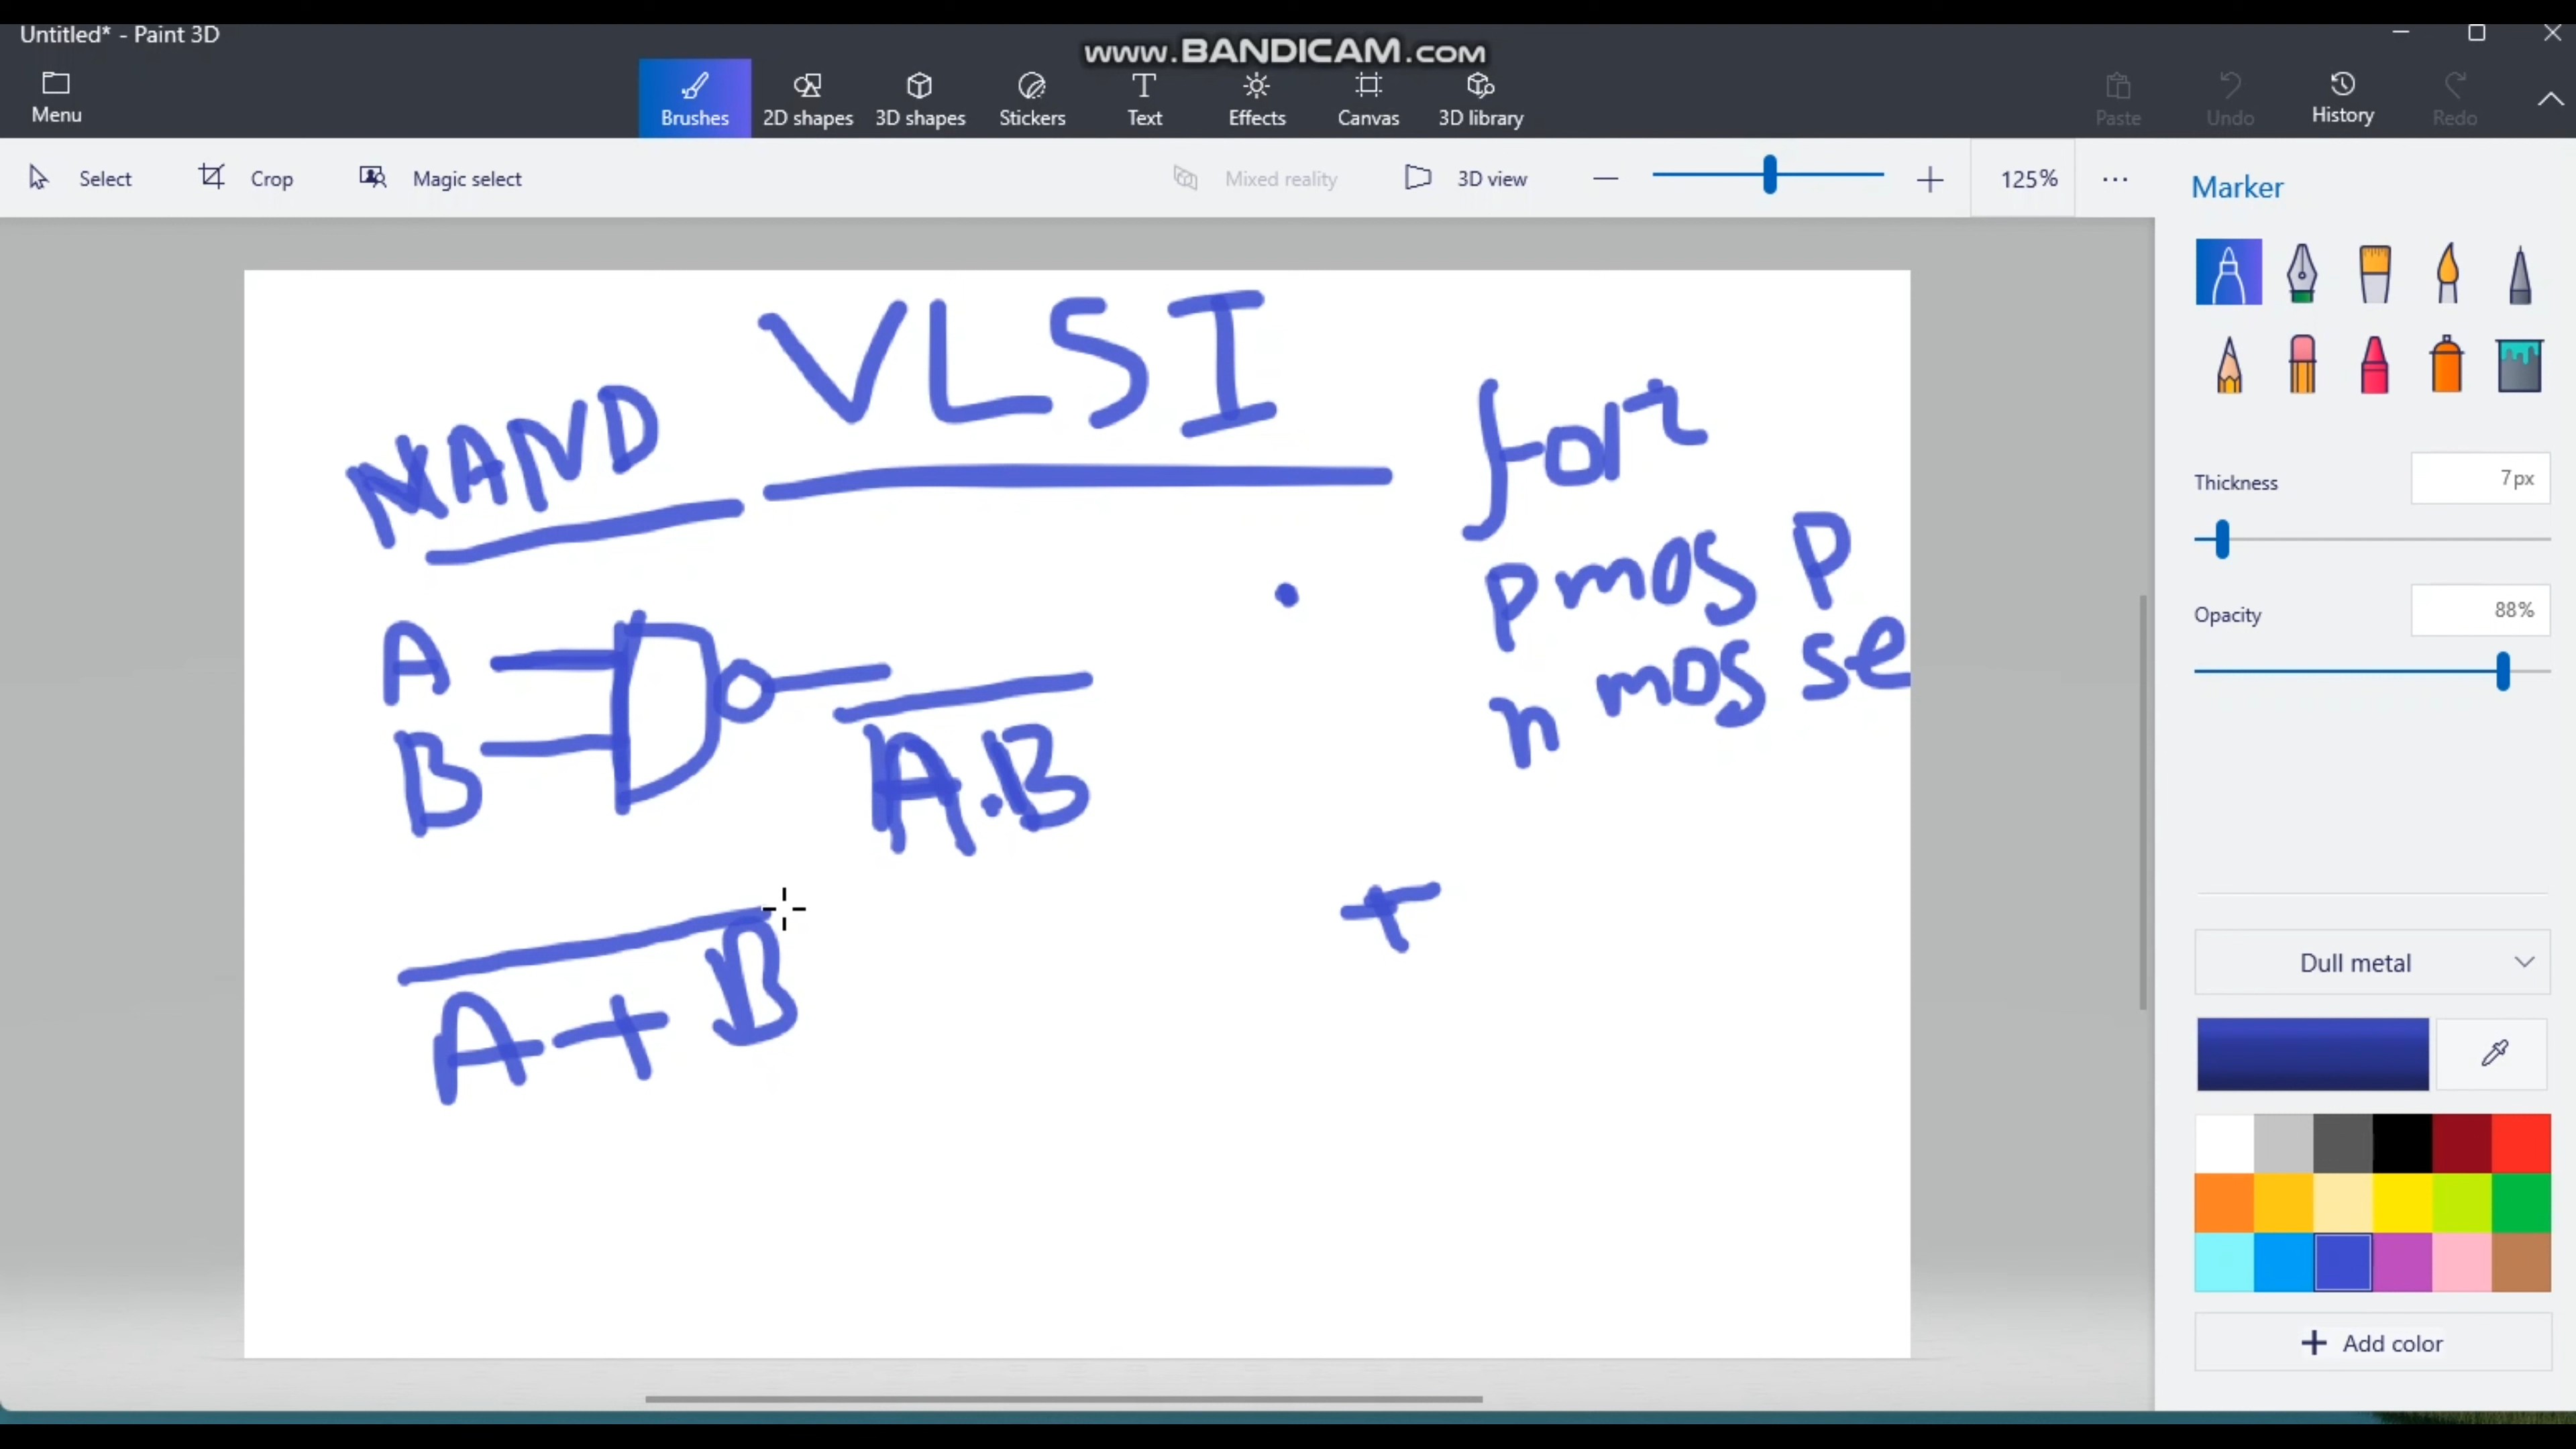 Untitled* - Paint 3D
www.BANDICAM.com
Menu
Brushes
2D shapes
3D shapes
Stickers
Text
Effects
Canvas
3D library
Paste
Undo
History
Redo
Select
Crop
Magic select
Mixed reality
3D view
125%
Marker
Thickness
7px
Opacity
88%
Dull metal
Add color
VLSI
NAND
A
B
A.B
A+B
for
pmos P
n mos se
.
+